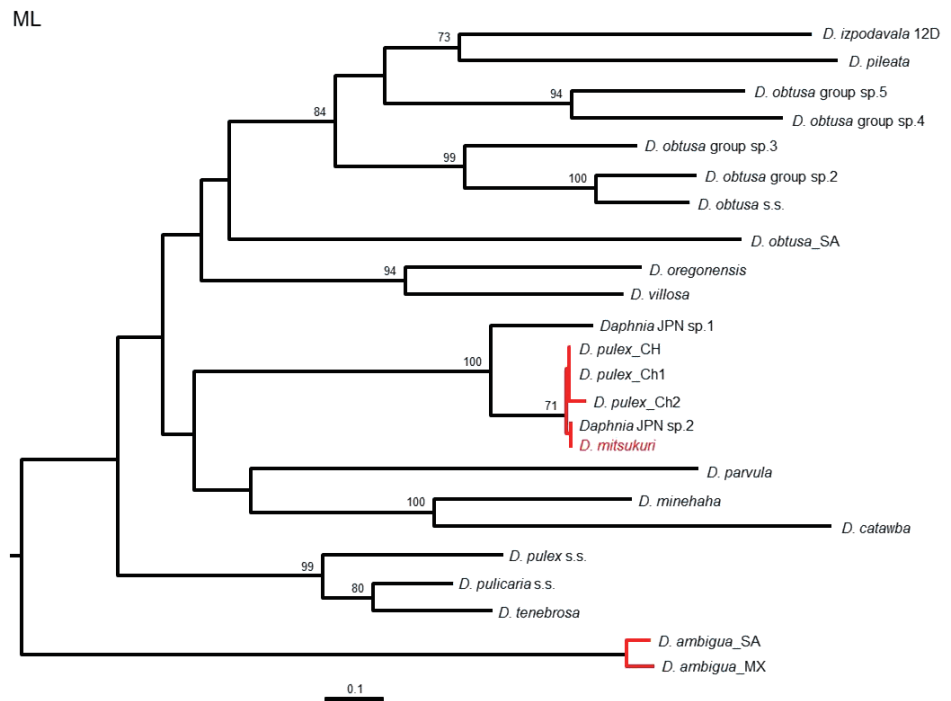 ML
73
D. izpodavala 12D
D. pileata
94
D. obtusa group sp.5
D. obtusa group sp.4
84
99
D. obtusa group sp.3
100
D. obtusa group sp.2
D. obtusa s.s.
D. obtusa_SA
94
D. oregonensis
D. villosa
100
Daphnia JPN sp.1
D. pulex_CH
D. pulex_Ch1
71
D. pulex_Ch2
Daphnia JPN sp.2
D. mitsukuri
D. parvula
100
D. minehaha
D. catawba
99
D. pulex s.s.
80
D. pulicaria s.s.
D. tenebrosa
D. ambigua_SA
D. ambigua_MX
0.1